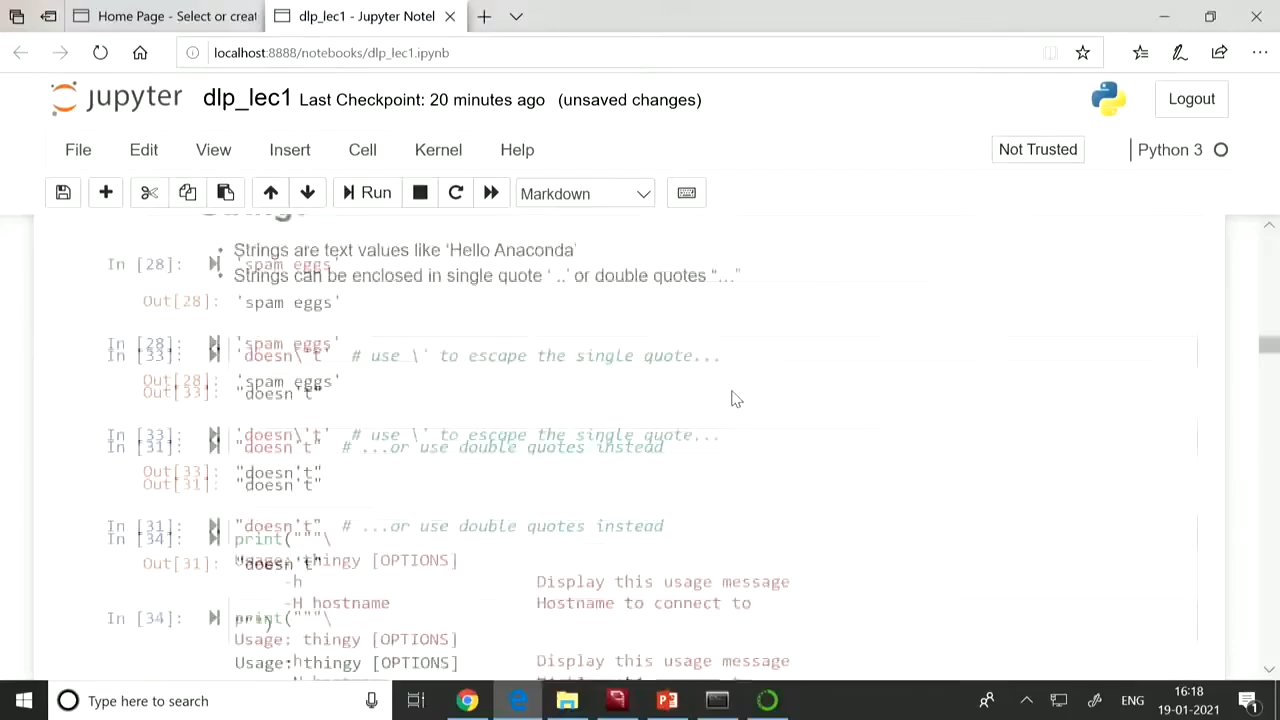 Home Page - Select or creat
dlp_lec1 - Jupyter Notel
localhost:8888/notebooks/dlp_lec1.ipynb
jupyter dlp_lec1 Last Checkpoint: 20 minutes ago (unsaved changes)
Logout
File Edit View Insert Cell Kernel Help
Not Trusted
Python 3
Run
Markdown
• Strings are text values like ‘Hello Anaconda’
In [28]: 'spam eggs'
• Strings can be enclosed in single quote ‘ ..’ or double quotes “...”
Out[28]: 'spam eggs'
In [28]: 'spam eggs'
In [33]: 'doesn\'t' # use \' to escape the single quote...
Out[28]: 'spam eggs'
Out[33]: "doesn't"
In [33]: 'doesn\'t' # use \' to escape the single quote...
In [31]: "doesn't" # ...or use double quotes instead
Out[33]: "doesn't"
Out[31]: "doesn't"
In [31]: "doesn't" # ...or use double quotes instead
In [34]: print("""\
Out[31]: "doesn't"
Usage: thingy [OPTIONS]
-h Display this usage message
-H hostname Hostname to connect to
In [34]: print("""\
""")
Usage: thingy [OPTIONS]
Usage: thingy [OPTIONS]
-h Display this usage message
Type here to search
ENG
16:18
19-01-2021
1